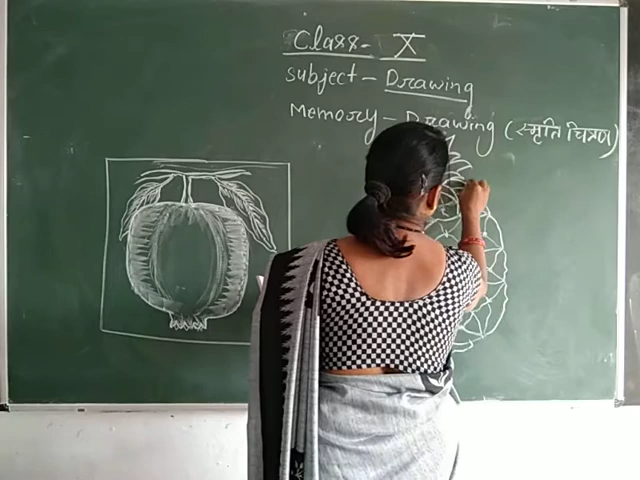 Class- X
Subject- Drawing
Memory- Drawing (स्मृति चित्रण)